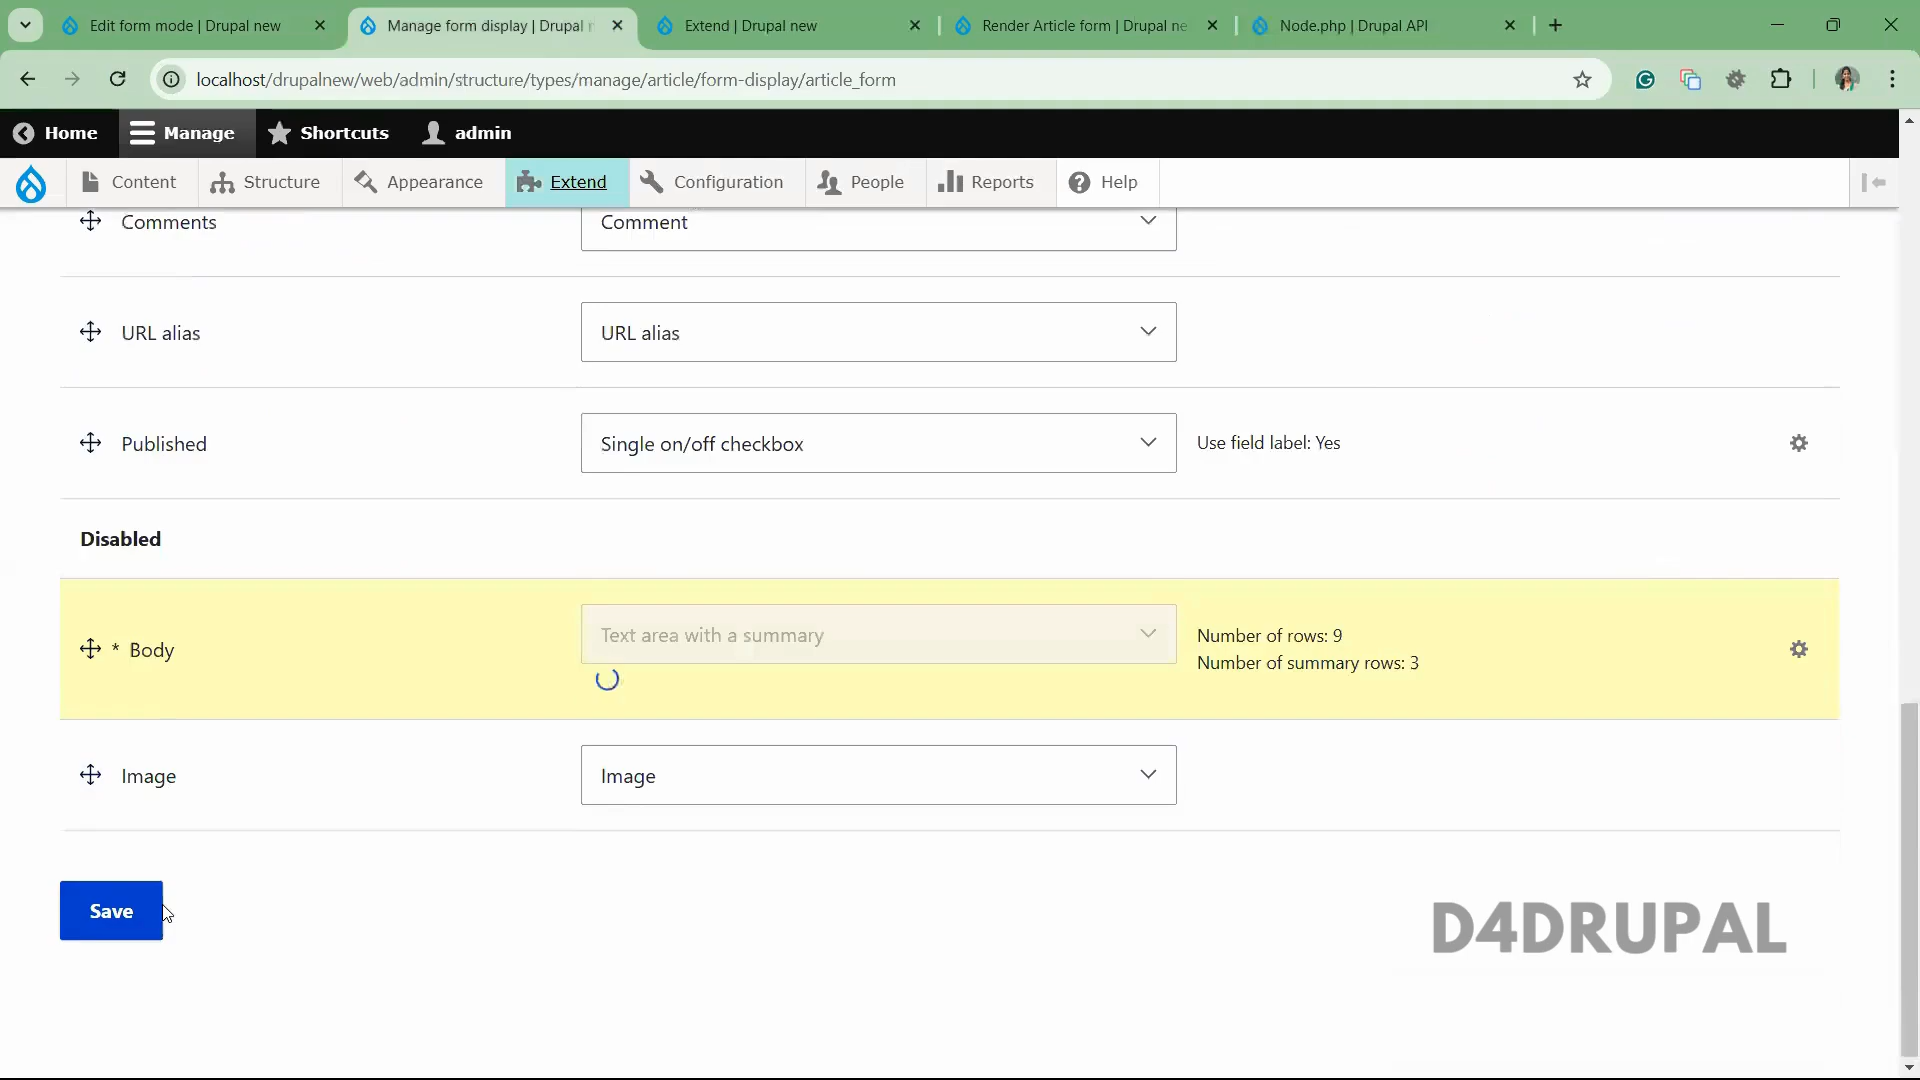 Edit form mode | Drupal new
Manage form display | Drupal n
Extend | Drupal new
Render Article form | Drupal ne
Node.php | Drupal API
localhost/drupalnew/web/admin/structure/types/manage/article/form-display/article_form
Home
Manage
Shortcuts
admin
Content
Structure
Appearance
Extend
Configuration
People
Reports
Help
Comments
Comment
URL alias
URL alias
Published
Single on/off checkbox
Use field label: Yes
Disabled
* Body
Text area with a summary
Number of rows: 9
Number of summary rows: 3
Image
Image
Save
D4DRUPAL